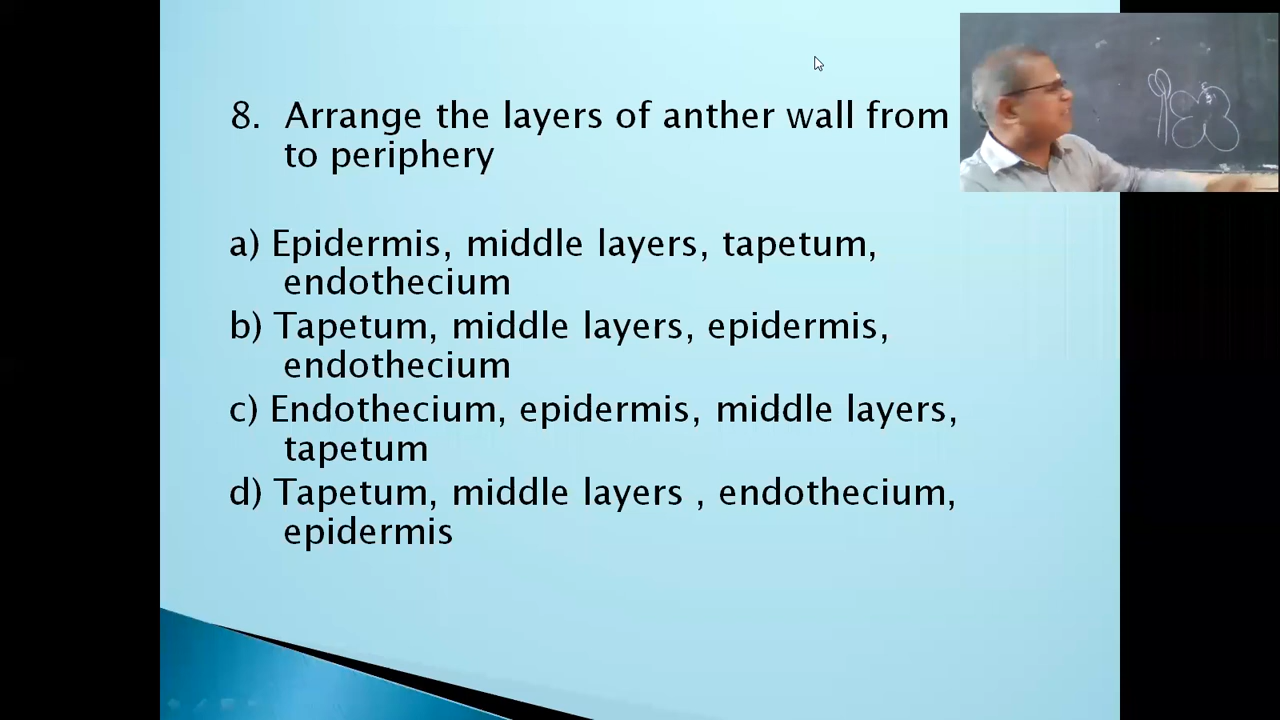 8. Arrange the layers of anther wall from
to periphery
a) Epidermis, middle layers, tapetum,
endothecium
b) Tapetum, middle layers, epidermis,
endothecium
c) Endothecium, epidermis, middle layers,
tapetum
d) Tapetum, middle layers , endothecium,
epidermis